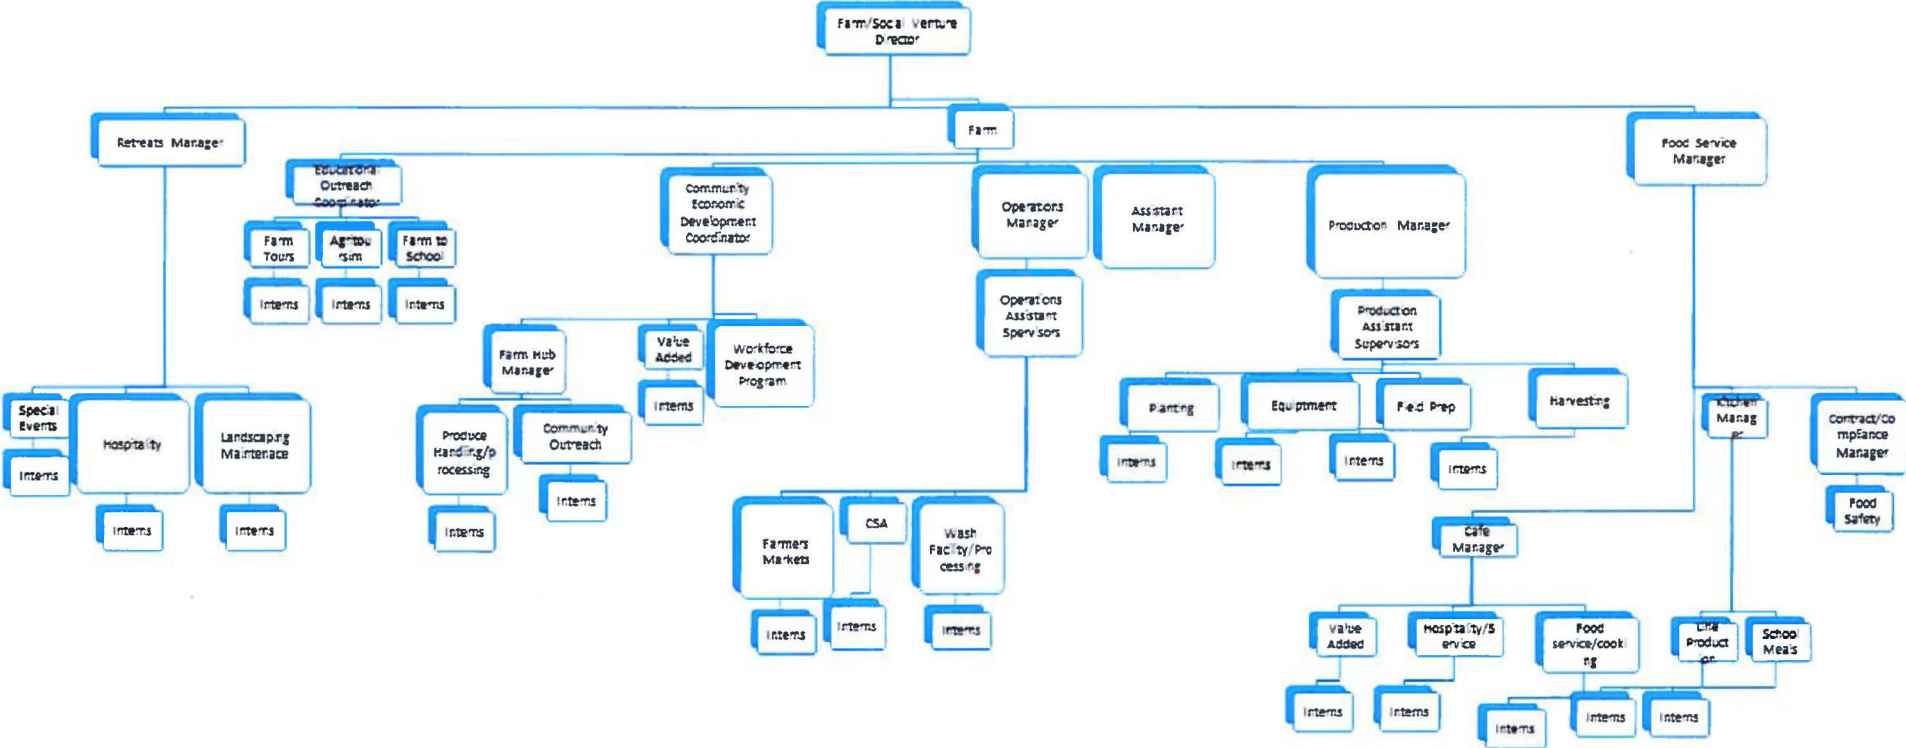 Farm/Social Venture
Director
Retreats Manager
Farm
Food Service
Manager
Educational
Outreach
Coordinator
Community
Economic
Development
Coordinator
Operations
Manager
Assistant
Manager
Production Manager
Farm
Tours
Agritou
rsim
Farm to
School
Interns
Interns
Interns
Operations
Assistant
Spervisors
Production
Assistant
Supervisors
Farm Hub
Manager
Value
Added
Workforce
Development
Program
Interns
Special
Events
Hospitality
Landscaping
Maintenace
Interns
Interns
Interns
Produce
Handling/p
rocessing
Community
Outreach
Interns
Interns
Planting
Equiptment
Field Prep
Harvesting
Interns
Interns
Interns
Interns
Kitchen
Manag
er
Contract/Co
mpliance
Manager
Food
Safety
Farmers
Markets
CSA
Wash
Facility/Pro
cessing
Interns
Interns
Interns
Cafe
Manager
Value
Added
Hospitality/S
ervice
Food
service/cooki
ng
Line
Product
ion
School
Meals
Interns
Interns
Interns
Interns
Interns